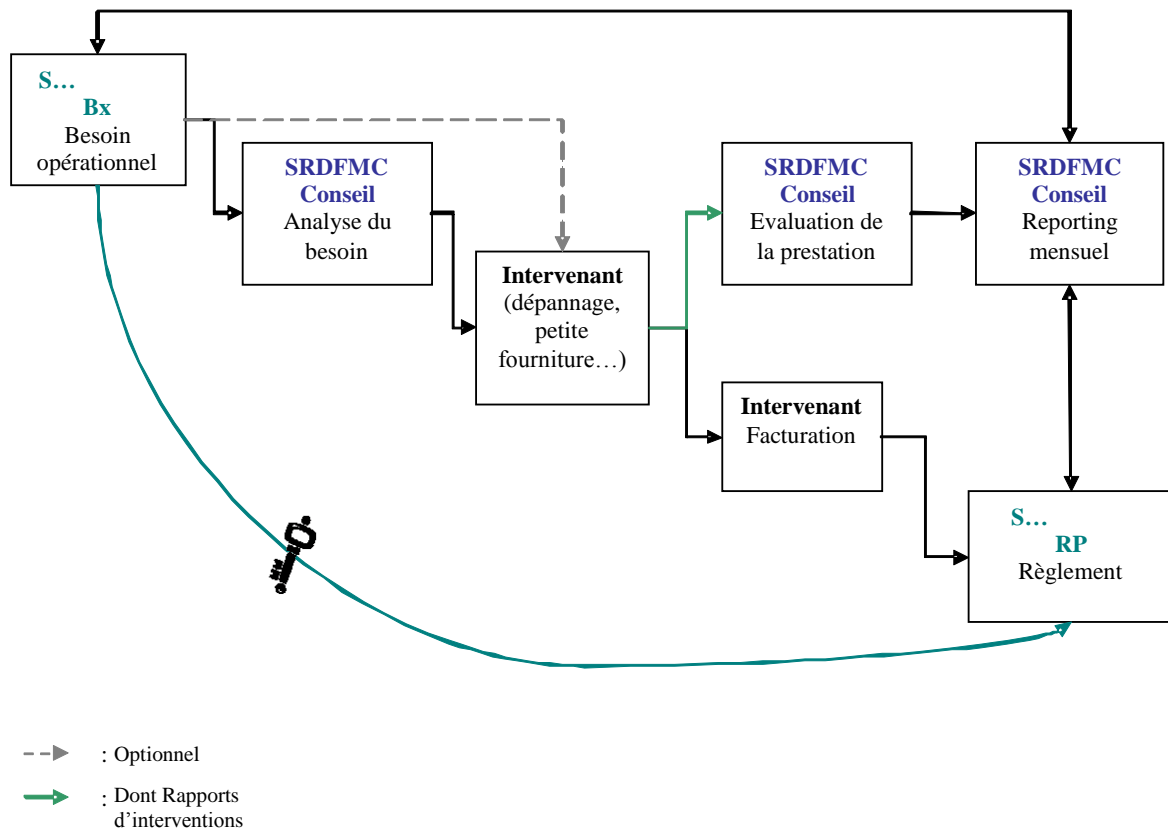 S…
Bx
Besoin
opérationnel
SRDFMC
Conseil
Analyse du
besoin
Intervenant
(dépannage,
petite
fourniture…)
SRDFMC
Conseil
Evaluation de
la prestation
SRDFMC
Conseil
Reporting
mensuel
Intervenant
Facturation
S…
RP
Règlement
: Optionnel
: Dont Rapports
d’interventions